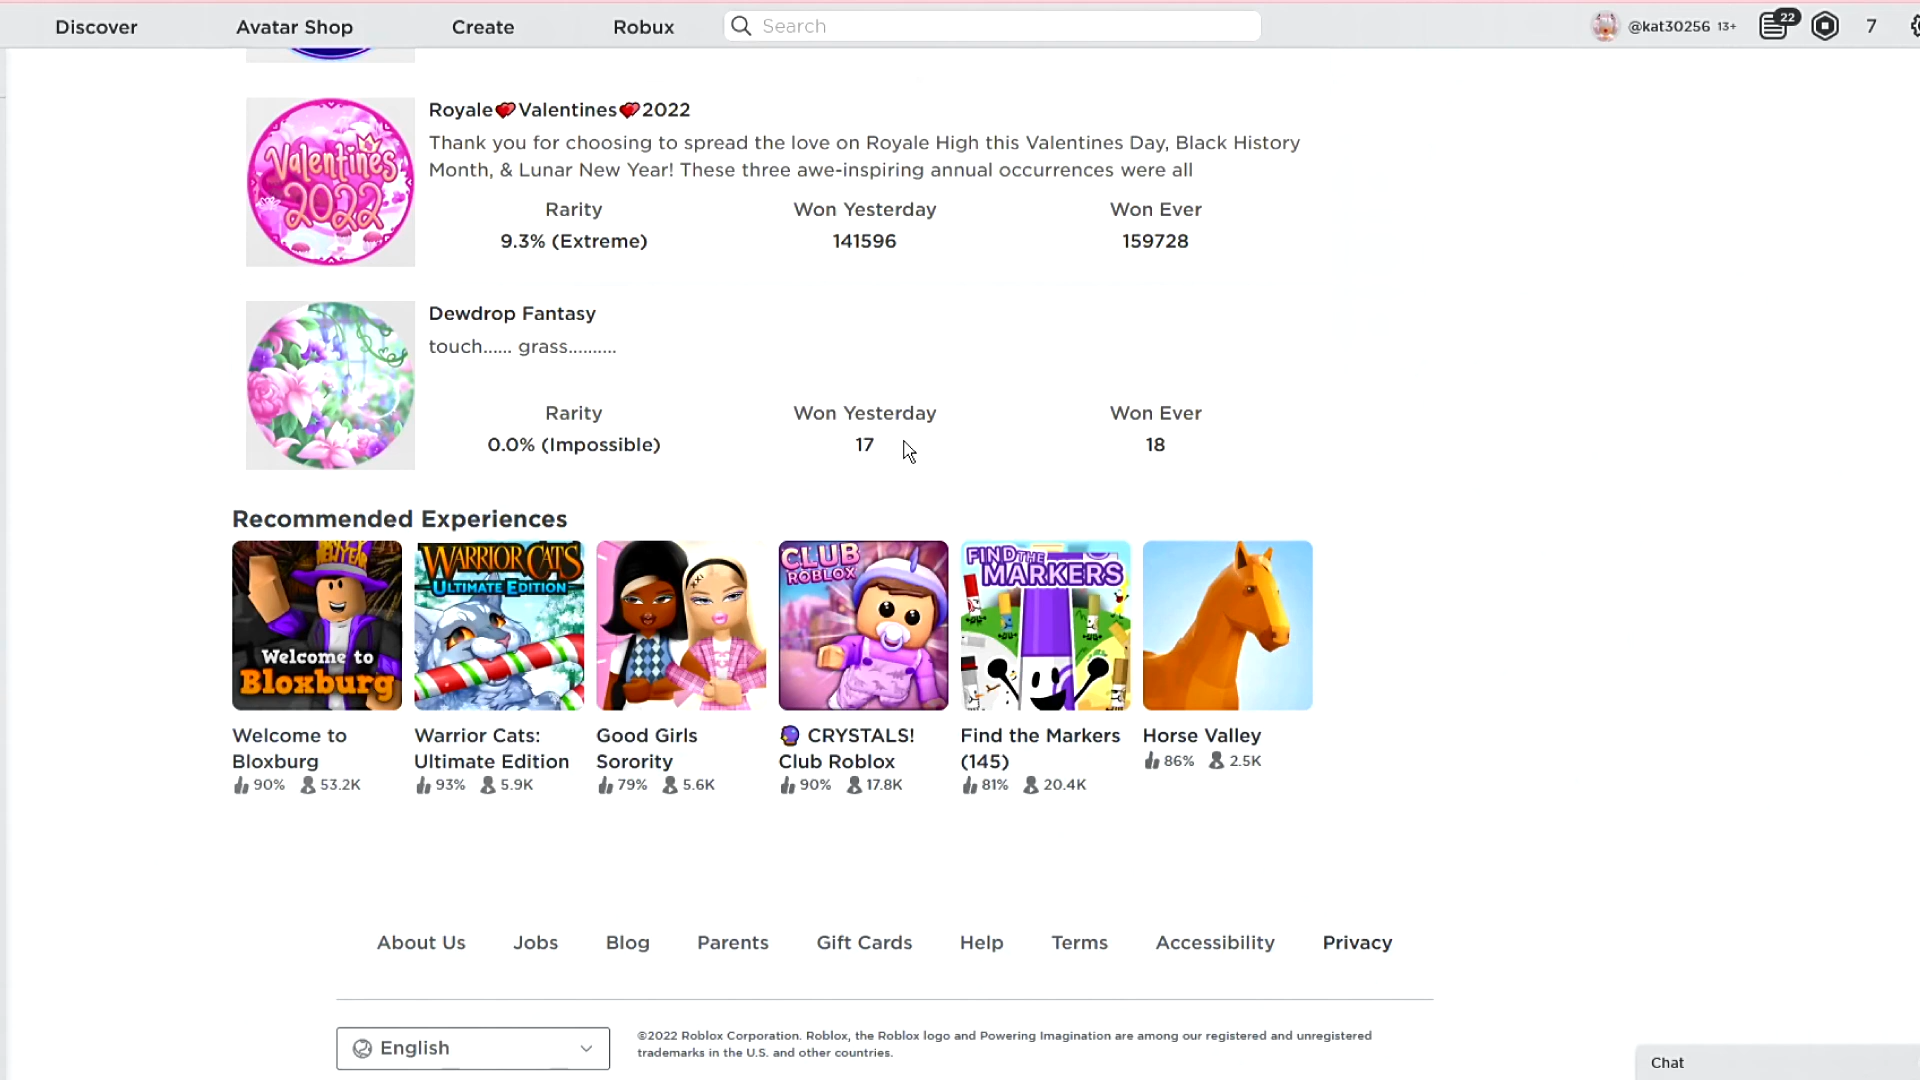 Discover Avatar Shop Create Robux Search @kat30256 13+ 22 7
Royale❤Valentines❤2022
Thank you for choosing to spread the love on Royale High this Valentines Day, Black History
Month, & Lunar New Year! These three awe-inspiring annual occurrences were all
Valentines
2022
Rarity Won Yesterday Won Ever
9.3% (Extreme) 141596 159728
Dewdrop Fantasy
touch...... grass..........
Rarity Won Yesterday Won Ever
0.0% (Impossible) 17 18
Recommended Experiences
Welcome to
Bloxburg
WARRIOR CATS
ULTIMATE EDITION
CLUB
ROBLOX
FIND THE
MARKERS
Welcome to
Bloxburg
90% 53.2K
Warrior Cats:
Ultimate Edition
93% 5.9K
Good Girls
Sorority
79% 5.6K
🔮 CRYSTALS!
Club Roblox
90% 17.8K
Find the Markers
(145)
81% 20.4K
Horse Valley
86% 2.5K
About Us Jobs Blog Parents Gift Cards Help Terms Accessibility Privacy
English
©2022 Roblox Corporation. Roblox, the Roblox logo and Powering Imagination are among our registered and unregistered
trademarks in the U.S. and other countries.
Chat